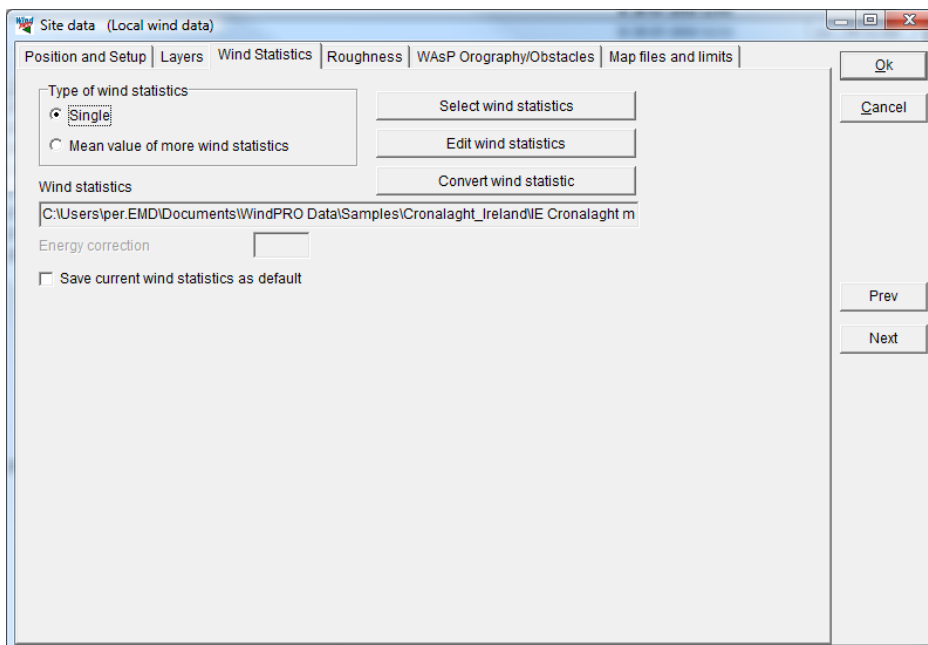 Site data (Local wind data)
Position and Setup Layers Wind Statistics Roughness WAsP Orography/Obstacles Map files and limits
Ok
Cancel
Type of wind statistics
Single
Mean value of more wind statistics
Select wind statistics
Edit wind statistics
Convert wind statistic
Wind statistics
C:\Users\per.EMD\Documents\WindPRO Data\Samples\Cronalaght_Ireland\IE Cronalaght m
Energy correction
Save current wind statistics as default
Prev
Next